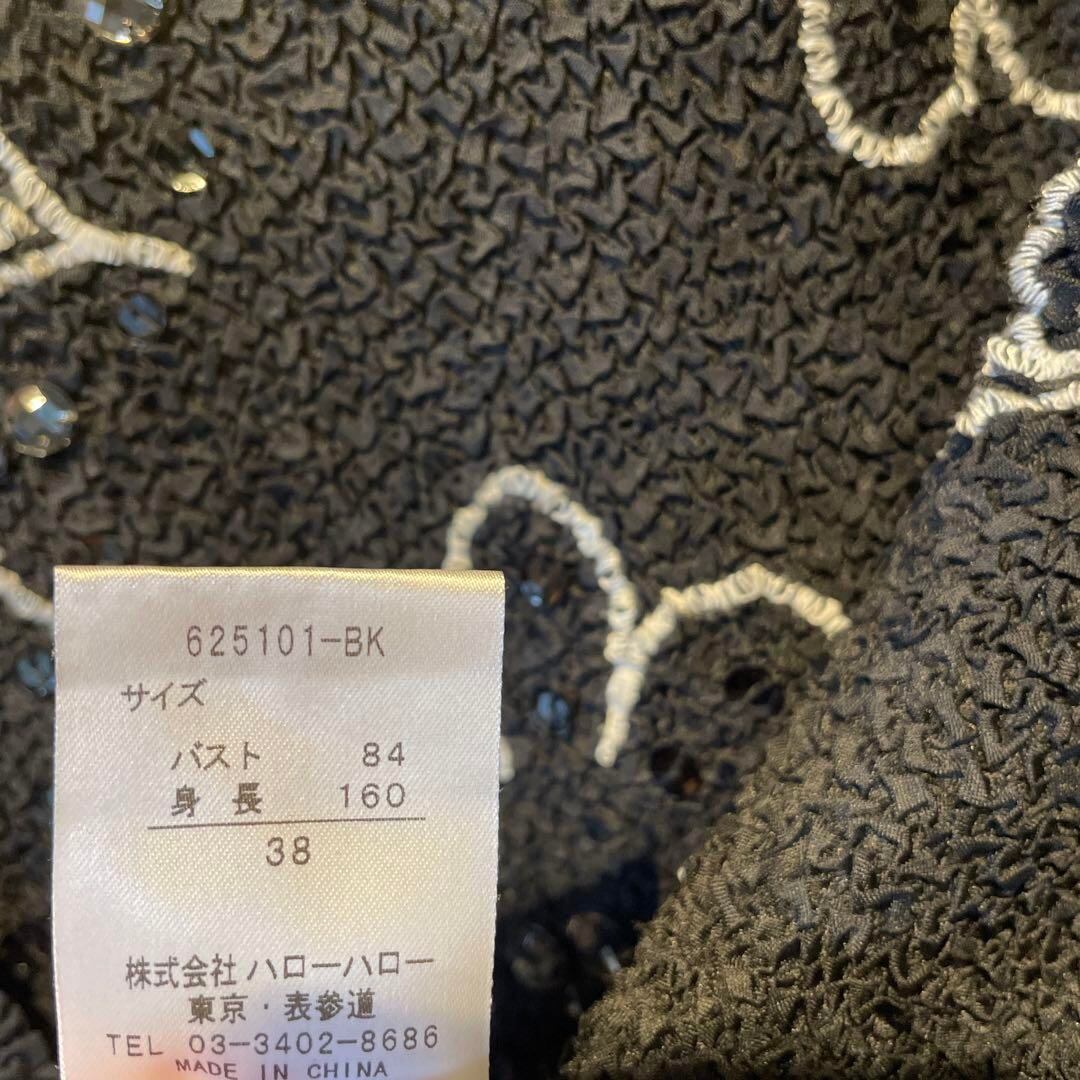 625101-BK
サイズ
バスト 84
身 長 160
38
株式会社 ハローハロー
東京・表参道
TEL 03-3402-8686
MADE IN CHINA